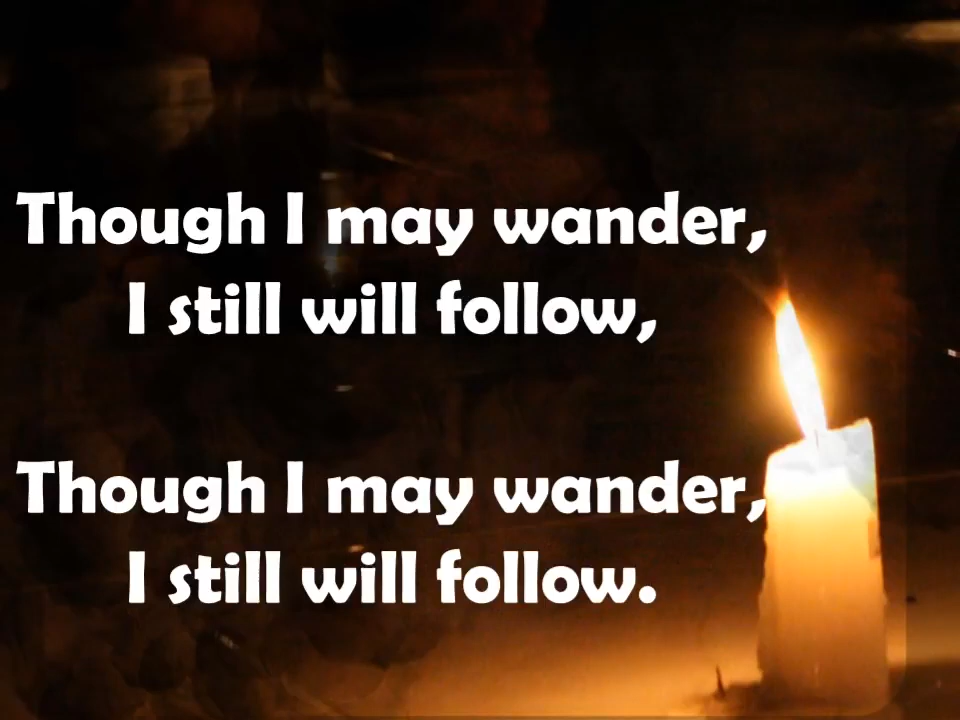 Though I may wander,
I still will follow,
Though I may wander,
I still will follow.